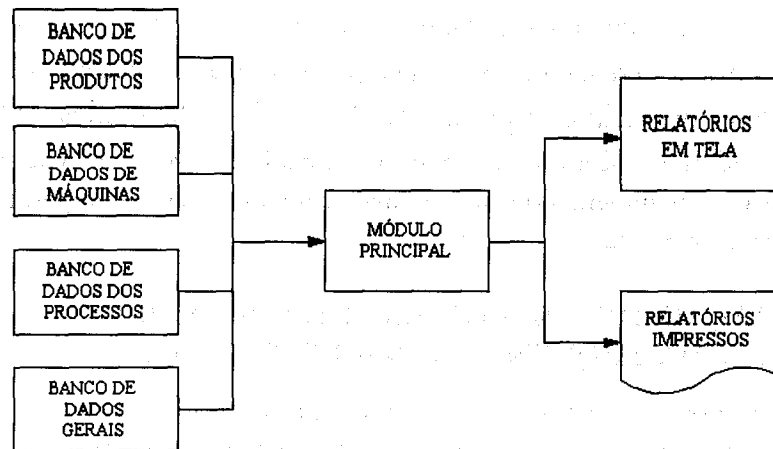 BANCO DE
DADOS DOS
PRODUTOS
BANCO DE
DADOS DE
MÁQUINAS
BANCO DE
DADOS DOS
PROCESSOS
BANCO DE
DADOS
GERAIS
MÓDULO
PRINCIPAL
RELATÓRIOS
EM TELA
RELATÓRIOS
IMPRESSOS